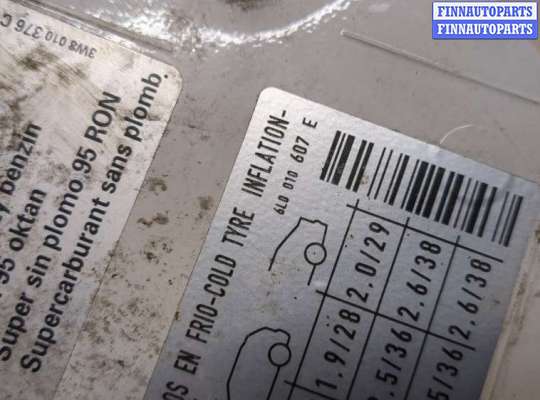 FINNAUTOPARTS
FINNAUTOPARTS
3W8 010 376 C
benzin
95 oktan
Super sin plomo 95 RON
Supercarburant sans plomb.
EN FRIO-COLD TYRE INFLATION-
6L0 010 607 E
1.9/28 2.0/29
.5/36 2.6/38
5/36 2.6/38